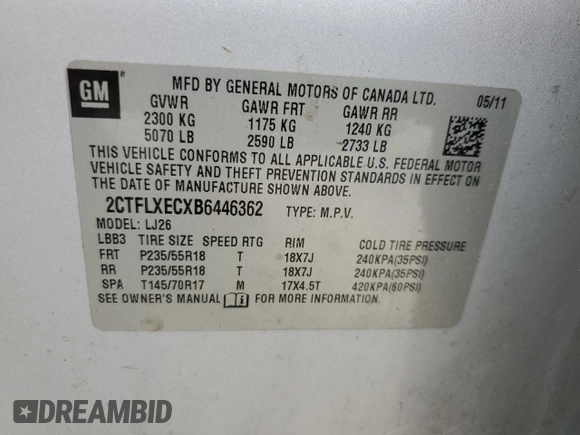 GM
MFD BY GENERAL MOTORS OF CANADA LTD. 05/11
GVWR GAWR FRT GAWR RR
2300 KG 1175 KG 1240 KG
5070 LB 2590 LB 2733 LB
THIS VEHICLE CONFORMS TO ALL APPLICABLE U.S. FEDERAL MOTOR
VEHICLE SAFETY AND THEFT PREVENTION STANDARDS IN EFFECT ON
THE DATE OF MANUFACTURE SHOWN ABOVE.
2CTFLXECXB6446362 TYPE: M.P.V.
MODEL: LJ26
LBB3 TIRE SIZE SPEED RTG RIM COLD TIRE PRESSURE
FRT P235/55R18 T 18X7J 240KPA(35PSI)
RR P235/55R18 T 18X7J 240KPA(35PSI)
SPA T145/70R17 M 17X4.5T 420KPA(60PSI)
SEE OWNER'S MANUAL FOR MORE INFORMATION.
DREAMBID